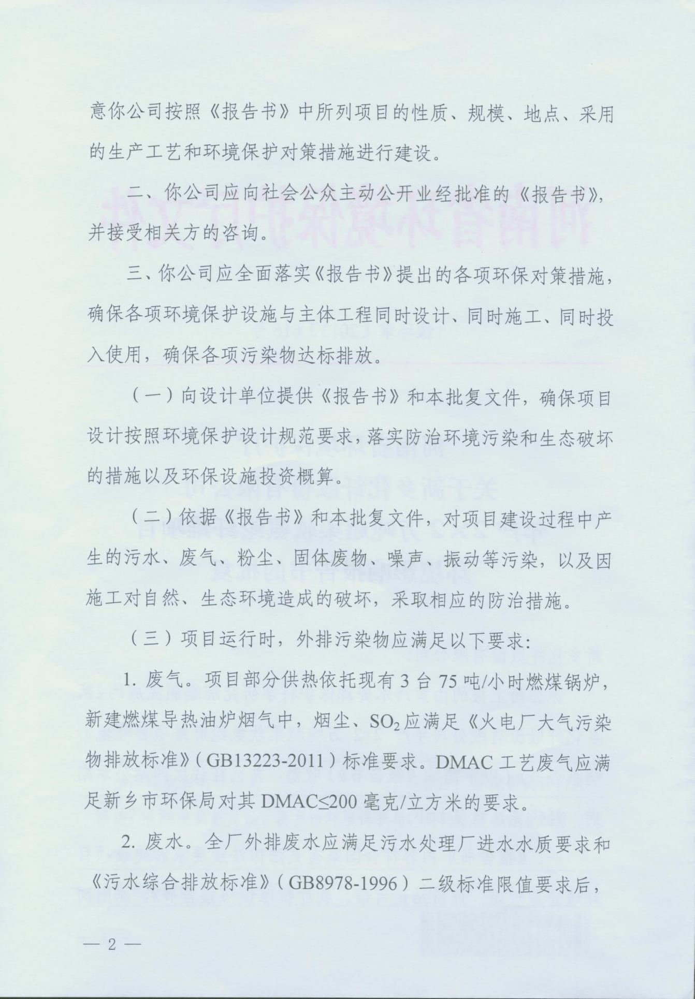 意你公司按照《报告书》中所列项目的性质、规模、地点、采用
的生产工艺和环境保护对策措施进行建设。
二、你公司应向社会公众主动公开业经批准的《报告书》，
并接受相关方的咨询。
三、你公司应全面落实《报告书》提出的各项环保对策措施，
确保各项环境保护设施与主体工程同时设计、同时施工、同时投
入使用，确保各项污染物达标排放。
（一）向设计单位提供《报告书》和本批复文件，确保项目
设计按照环境保护设计规范要求，落实防治环境污染和生态破坏
的措施以及环保设施投资概算。
（二）依据《报告书》和本批复文件，对项目建设过程中产
生的污水、废气、粉尘、固体废物、噪声、振动等污染，以及因
施工对自然、生态环境造成的破坏，采取相应的防治措施。
（三）项目运行时，外排污染物应满足以下要求：
1. 废气。项目部分供热依托现有 3 台 75 吨/小时燃煤锅炉，
新建燃煤导热油炉烟气中，烟尘、SO₂应满足《火电厂大气污染
物排放标准》（GB13223-2011）标准要求。DMAC 工艺废气应满
足新乡市环保局对其 DMAC≤200 毫克/立方米的要求。
2. 废水。全厂外排废水应满足污水处理厂进水水质要求和
《污水综合排放标准》（GB8978-1996）二级标准限值要求后，
— 2 —